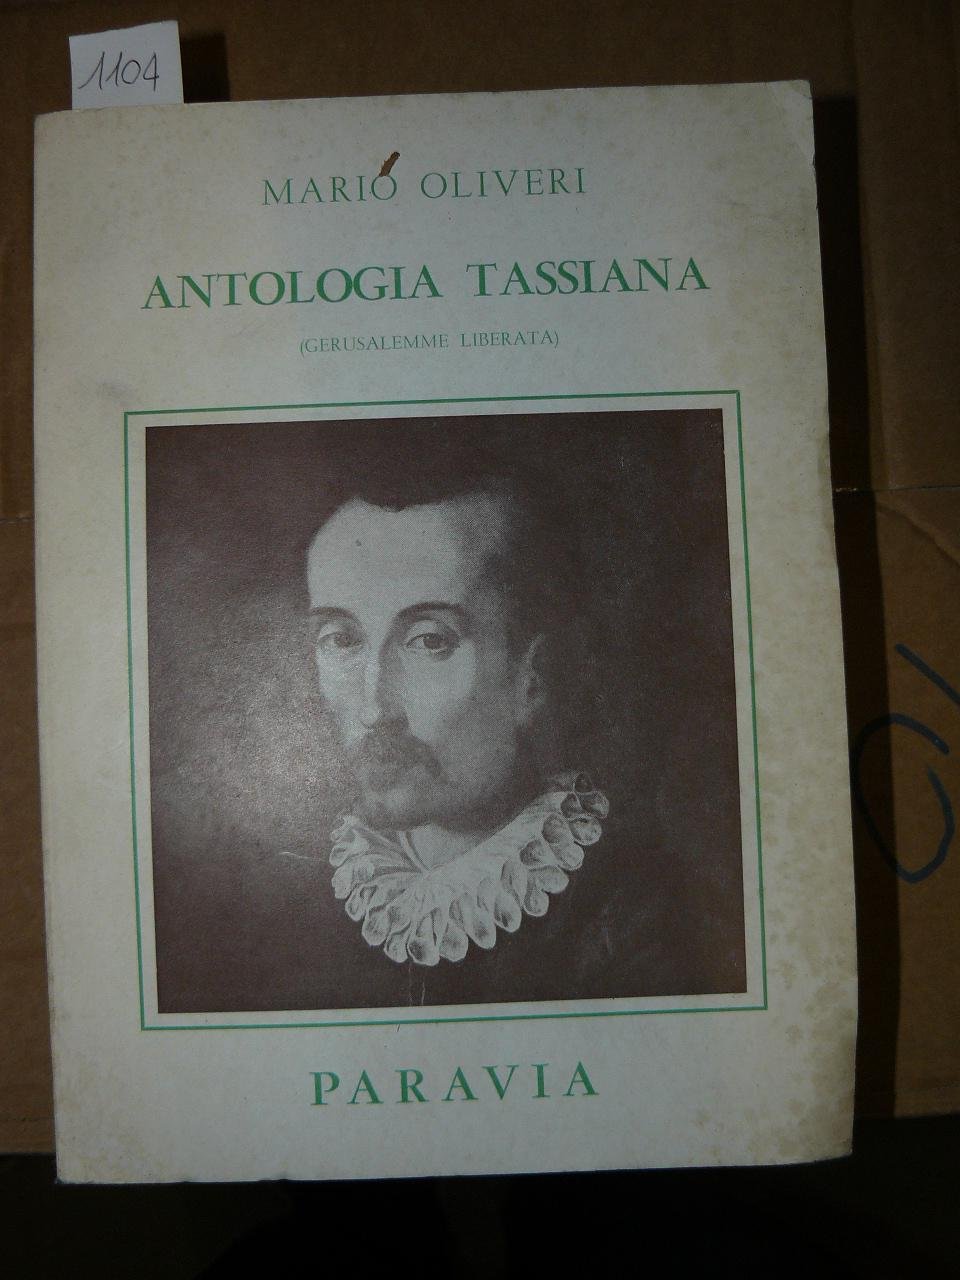 1104
MARIO OLIVERI
ANTOLOGIA TASSIANA
(GERUSALEMME LIBERATA)
PARAVIA